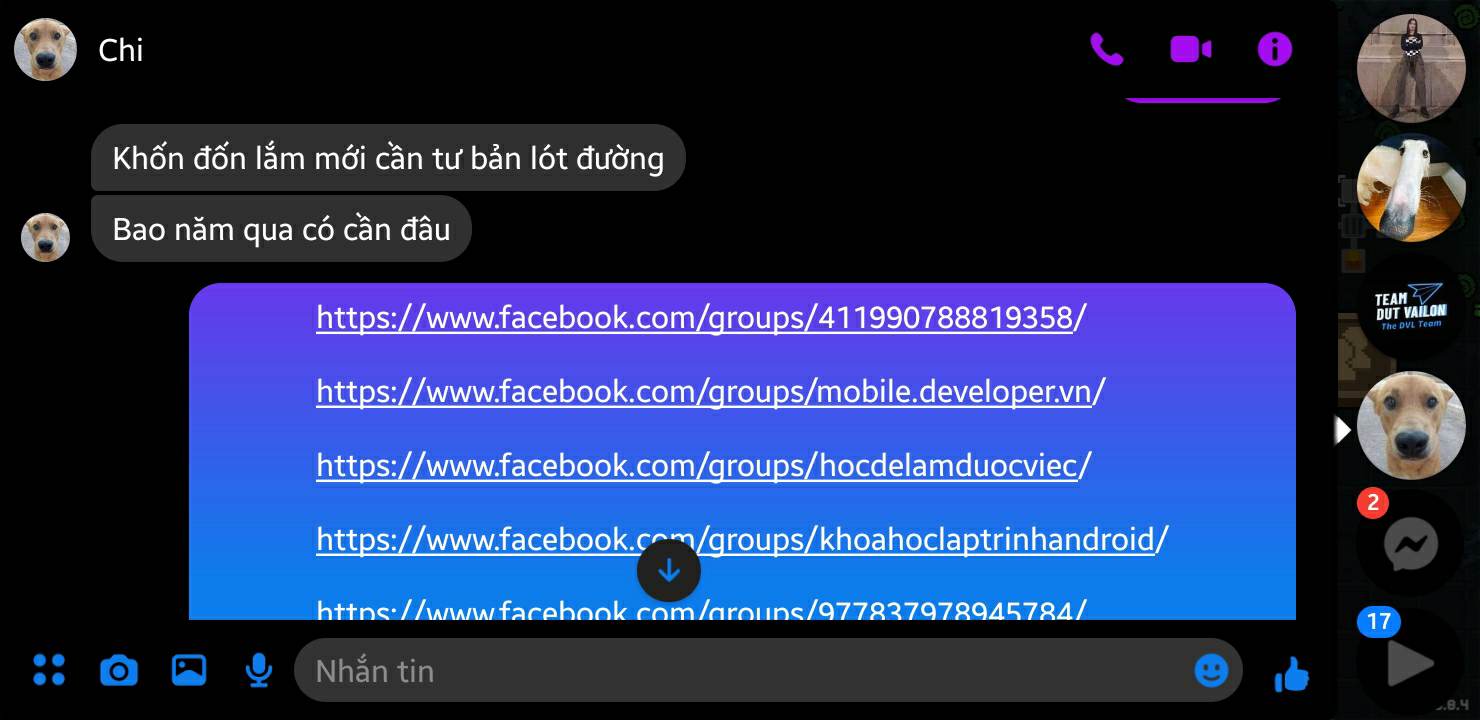 Chi
Khốn đốn lắm mới cần tư bản lót đường
Bao năm qua có cần đâu
https://www.facebook.com/groups/411990788819358/
https://www.facebook.com/groups/mobile.developer.vn/
https://www.facebook.com/groups/hocdelamduocviec/
https://www.facebook.com/groups/khoahoclaptrinhandroid/
https://www.facebook.com/groups/977837978945784/
Nhắn tin
TEAM
DUT VAILON
The DVL Team
2
17
.8.4